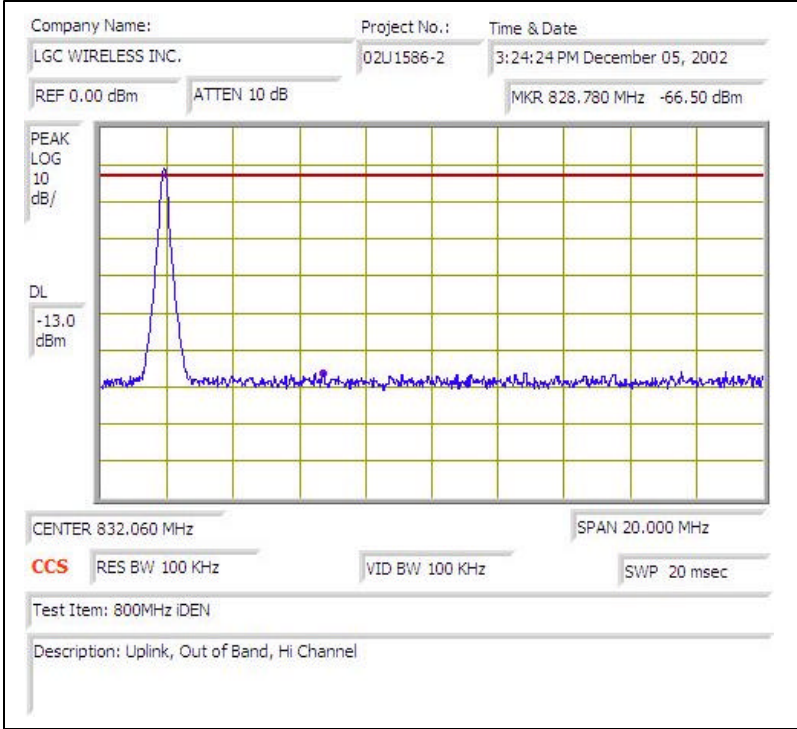 Company Name:
Project No.:
Time & Date
LGC WIRELESS INC.
02U1586-2
3:24:24 PM December 05, 2002
REF 0.00 dBm
ATTEN 10 dB
MKR 828.780 MHz -66.50 dBm
PEAK
LOG
10
dB/
DL
-13.0
dBm
CENTER 832.060 MHz
SPAN 20.000 MHz
CCS
RES BW 100 KHz
VID BW 100 KHz
SWP 20 msec
Test Item: 800MHz iDEN
Description: Uplink, Out of Band, Hi Channel